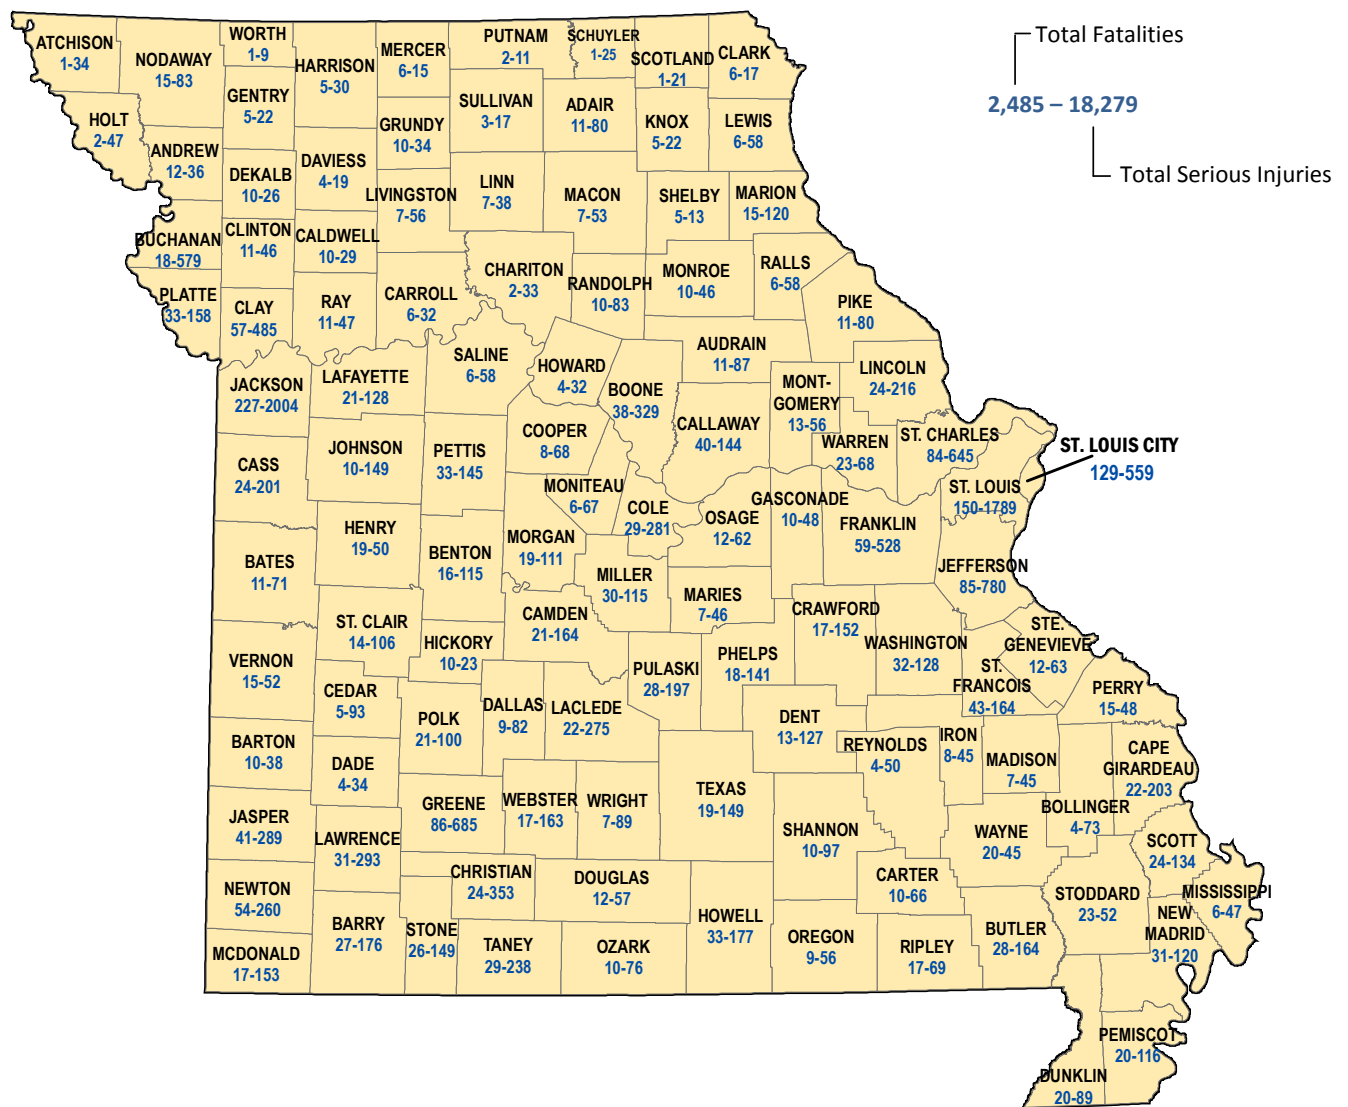 Total Fatalities
2,485 – 18,279
Total Serious Injuries
ATCHISON
1-34
NODAWAY
15-83
WORTH
1-9
HARRISON
5-30
MERCER
6-15
PUTNAM
2-11
SCHUYLER
1-25
SCOTLAND
1-21
CLARK
6-17
HOLT
2-47
GENTRY
5-22
SULLIVAN
3-17
ADAIR
11-80
KNOX
5-22
LEWIS
6-58
ANDREW
12-36
DEKALB
10-26
DAVIESS
4-19
GRUNDY
10-34
LIVINGSTON
7-56
LINN
7-38
MACON
7-53
SHELBY
5-13
MARION
15-120
BUCHANAN
18-579
CLINTON
11-46
CALDWELL
10-29
CHARITON
2-33
RANDOLPH
10-83
MONROE
10-46
RALLS
6-58
PLATTE
33-158
CLAY
57-485
RAY
11-47
CARROLL
6-32
PIKE
11-80
JACKSON
227-2004
LAFAYETTE
21-128
SALINE
6-58
HOWARD
4-32
BOONE
38-329
AUDRAIN
11-87
MONT-
GOMERY
13-56
LINCOLN
24-216
CASS
24-201
JOHNSON
10-149
PETTIS
33-145
COOPER
8-68
CALLAWAY
40-144
WARREN
23-68
ST. CHARLES
84-645
ST. LOUIS CITY
129-559
MONITEAU
6-67
COLE
29-281
OSAGE
12-62
GASCONADE
10-48
FRANKLIN
59-528
ST. LOUIS
150-1789
BATES
11-71
HENRY
19-50
BENTON
16-115
MORGAN
19-111
MILLER
30-115
MARIES
7-46
JEFFERSON
85-780
VERNON
15-52
ST. CLAIR
14-106
HICKORY
10-23
CAMDEN
21-164
PULASKI
28-197
PHELPS
18-141
CRAWFORD
17-152
WASHINGTON
32-128
STE.
GENEVIEVE
12-63
ST.
FRANCOIS
43-164
PERRY
15-48
CEDAR
5-93
POLK
21-100
DALLAS
9-82
LACLEDE
22-275
DENT
13-127
REYNOLDS
4-50
IRON
8-45
MADISON
7-45
CAPE
GIRARDEAU
22-203
BARTON
10-38
DADE
4-34
GREENE
86-685
WEBSTER
17-163
WRIGHT
7-89
TEXAS
19-149
SHANNON
10-97
BOLLINGER
4-73
WAYNE
20-45
SCOTT
24-134
JASPER
41-289
LAWRENCE
31-293
CHRISTIAN
24-353
DOUGLAS
12-57
CARTER
10-66
STODDARD
23-52
MISSISSIPPI
6-47
NEWTON
54-260
BARRY
27-176
STONE
26-149
TANEY
29-238
OZARK
10-76
HOWELL
33-177
OREGON
9-56
RIPLEY
17-69
BUTLER
28-164
NEW
MADRID
31-120
MCDONALD
17-153
PEMISCOT
20-116
DUNKLIN
20-89